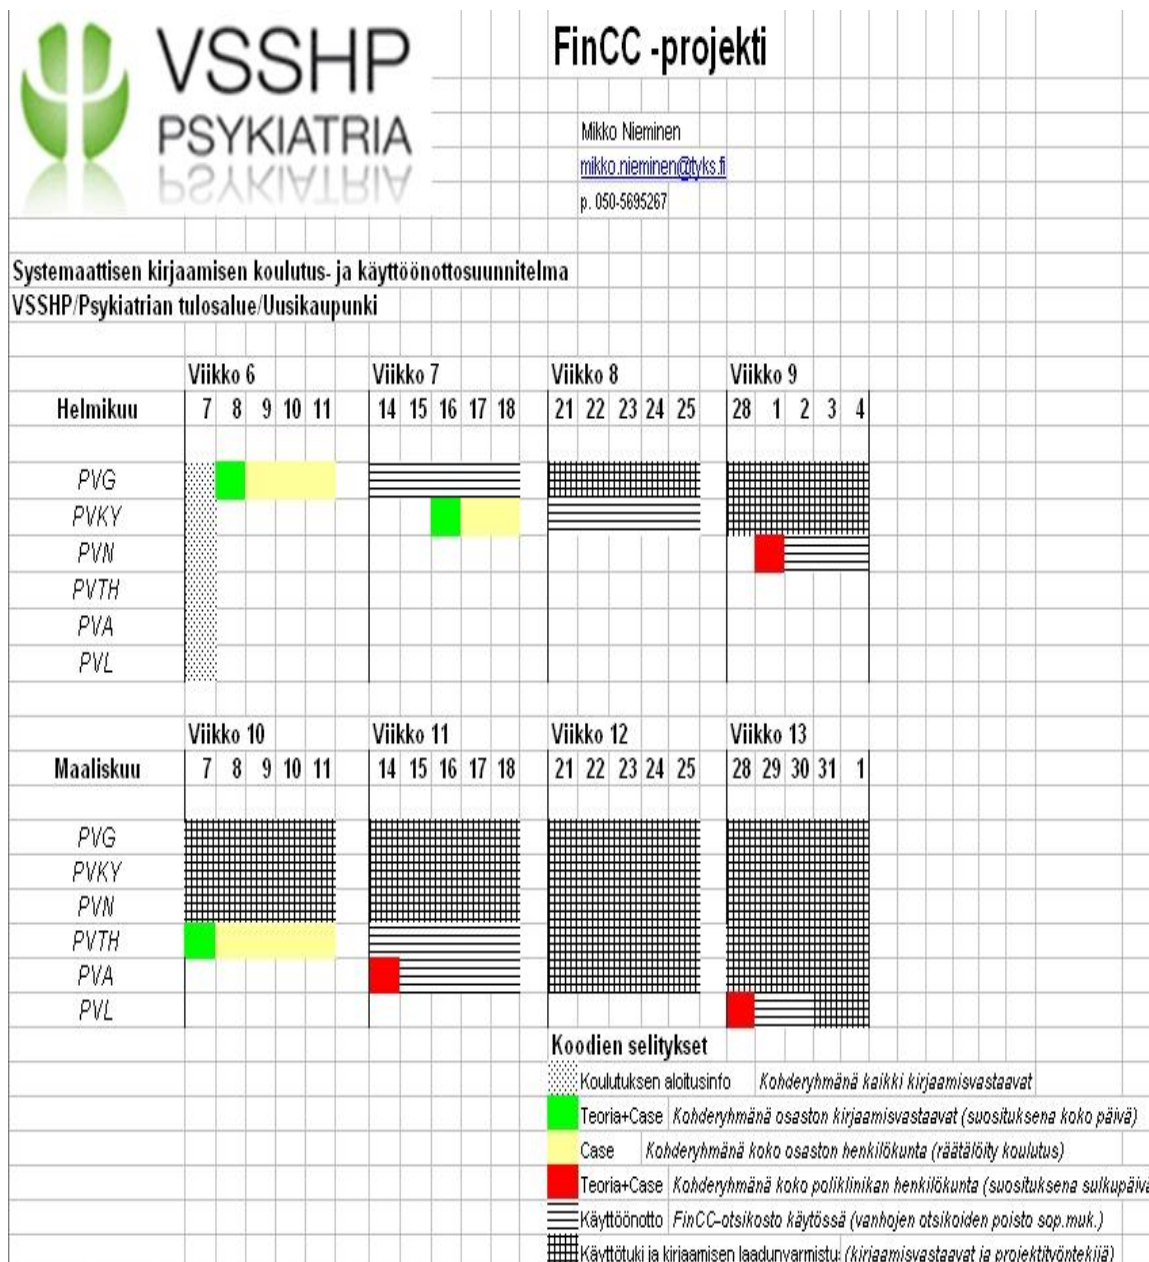 VSSHP
PSYKIATRIA
FinCC -projekti
Mikko Nieminen
mikko.nieminen@tyks.fi
p. 050-5695267
Systemaattisen kirjaamisen koulutus- ja käyttöönottosuunnitelma
VSSHP/Psykiatrian tulosalue/Uusikaupunki
Viikko 6 Viikko 7 Viikko 8 Viikko 9
Helmikuu 7 8 9 10 11 14 15 16 17 18 21 22 23 24 25 28 1 2 3 4
PVG
PVKY
PVN
PVTH
PVA
PVL
Viikko 10 Viikko 11 Viikko 12 Viikko 13
Maaliskuu 7 8 9 10 11 14 15 16 17 18 21 22 23 24 25 28 29 30 31 1
PVG
PVKY
PVN
PVTH
PVA
PVL
Koodien selitykset
Koulutuksen aloitusinfo Kohderyhmänä kaikki kirjaamisvastaavat
Teoria+Case Kohderyhmänä osaston kirjaamisvastaavat (suosituksena koko päivä)
Case Kohderyhmänä koko osaston henkilökunta (räätälöity koulutus)
Teoria+Case Kohderyhmänä koko poliklinikan henkilökunta (suosituksena sulkupäivä
Käyttöönotto FinCC-otsikosto käytössä (vanhojen otsikoiden poisto sop.muk.)
Käyttötuki ja kirjaamisen laadunvarmistu: (kirjaamisvastaavat ja projektityöntekijä)